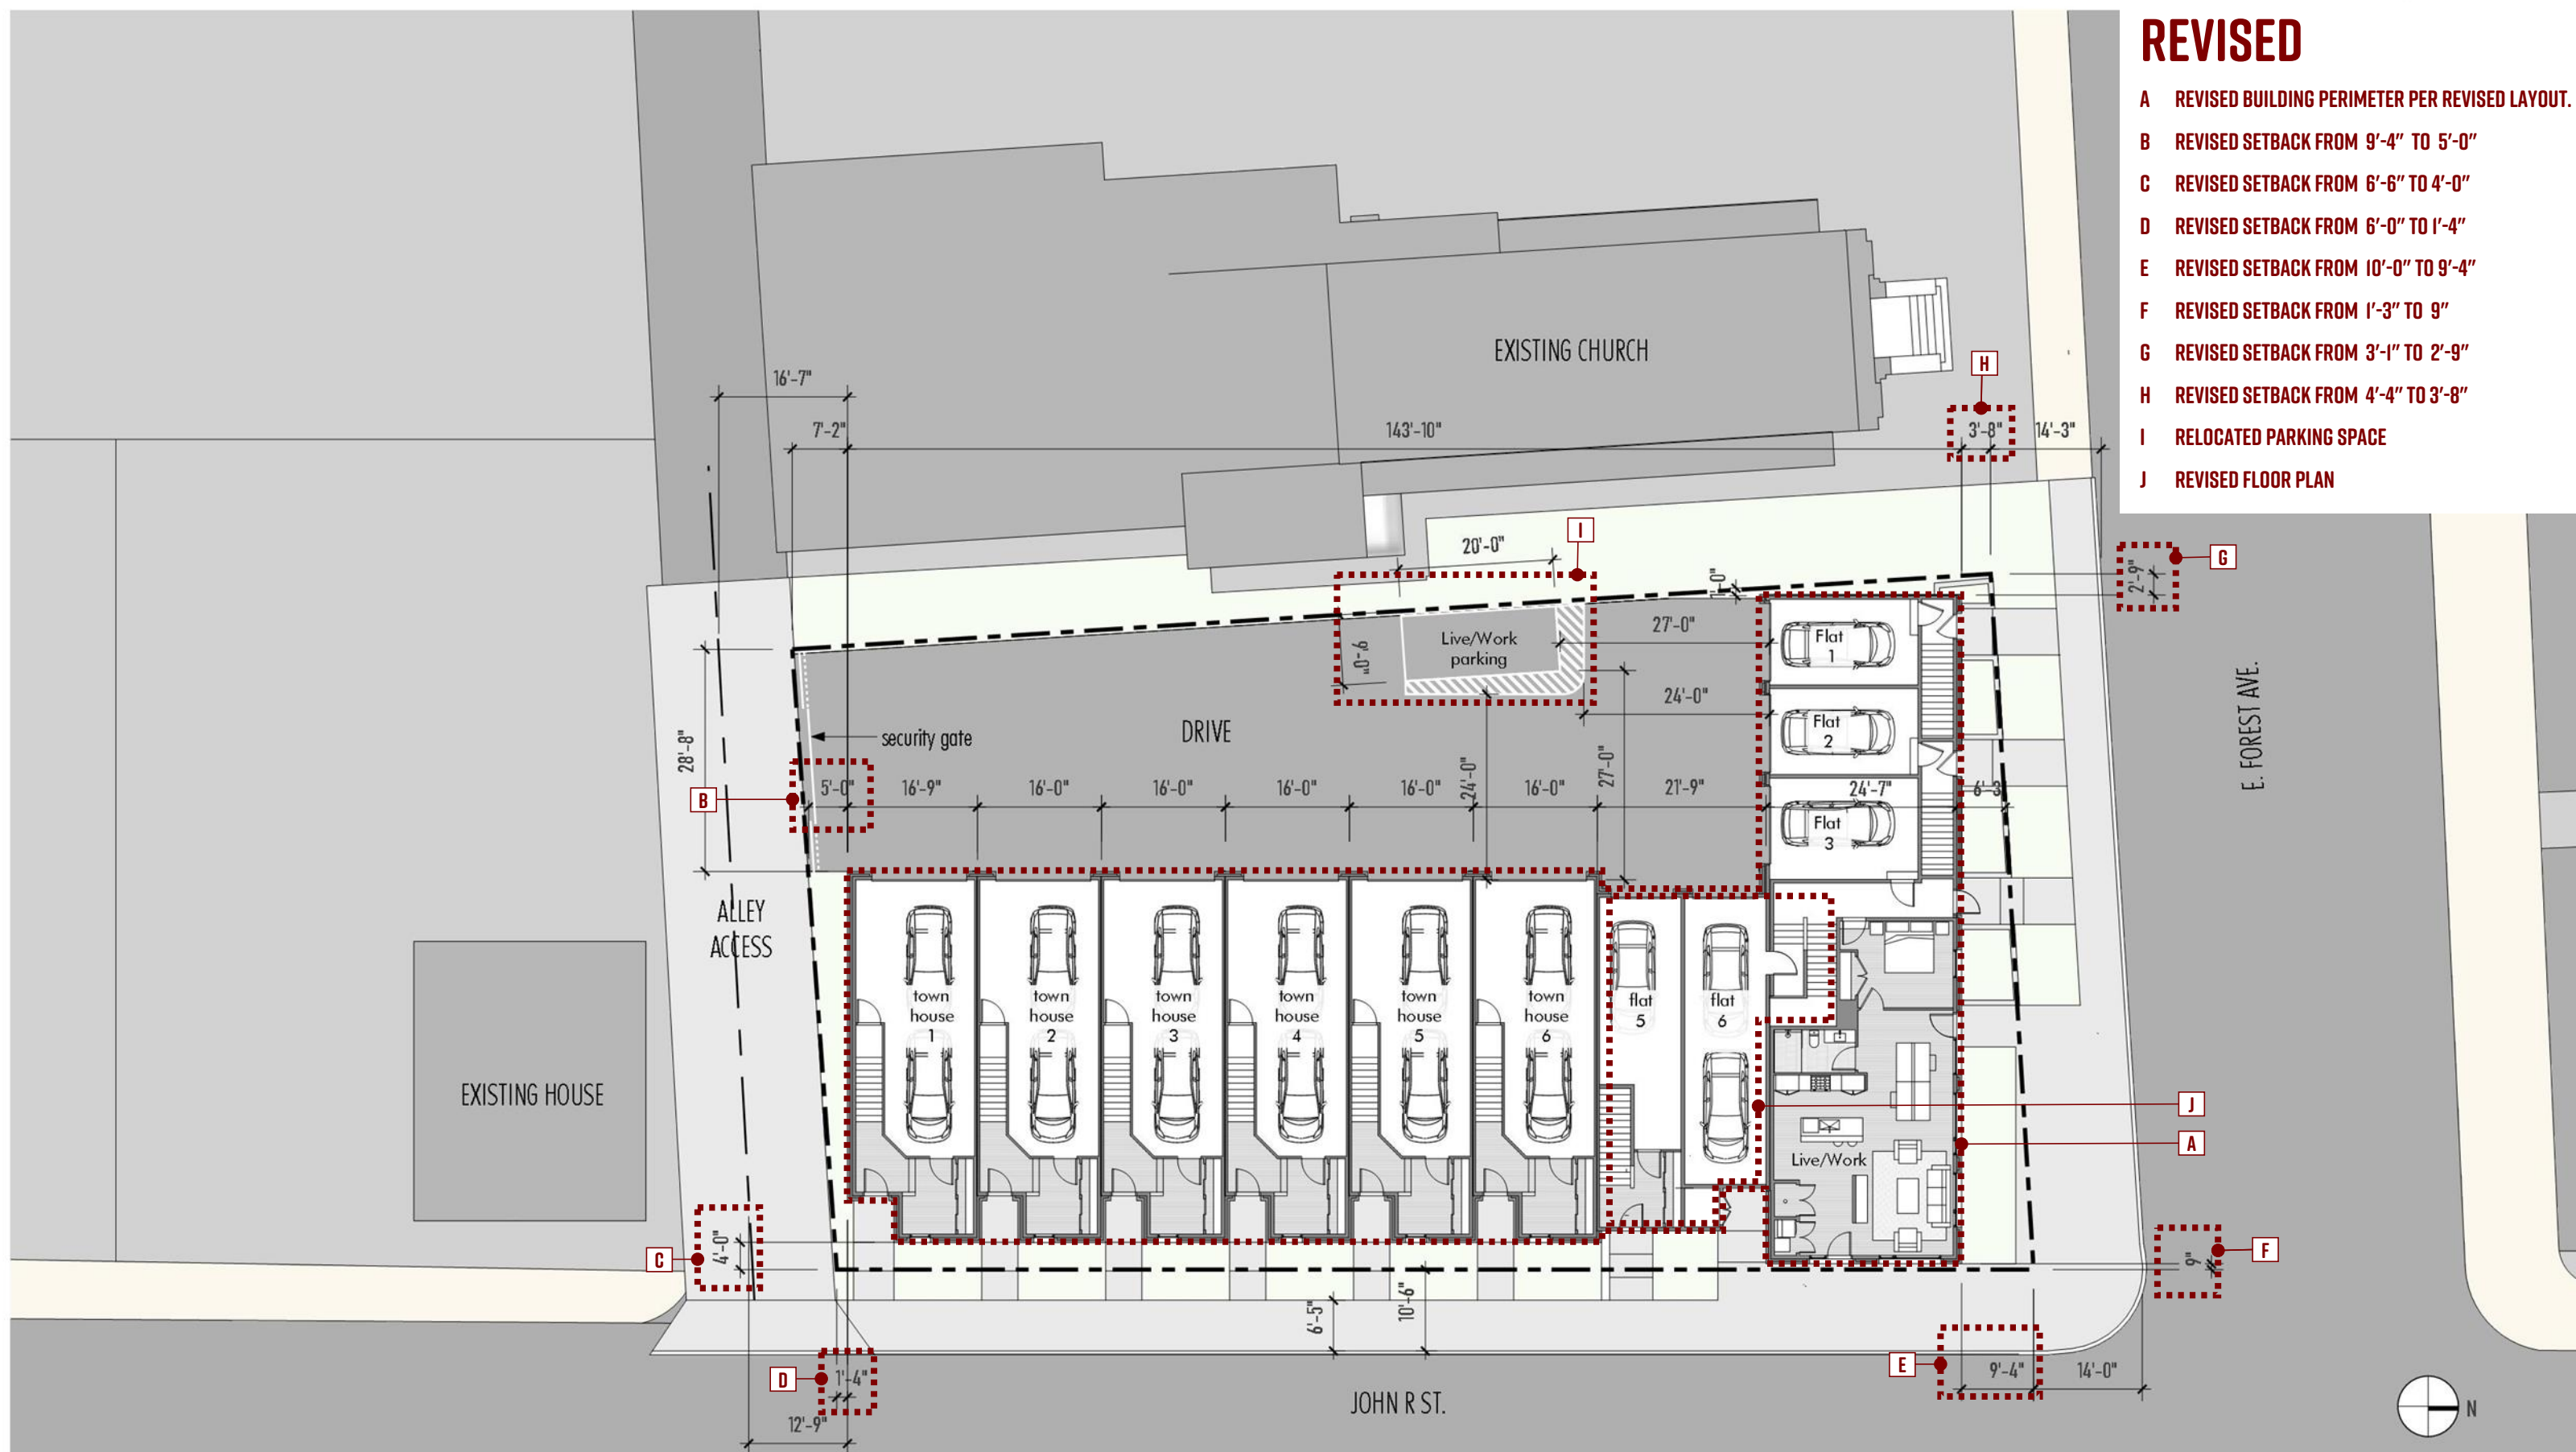 REVISED
A REVISED BUILDING PERIMETER PER REVISED LAYOUT.
B REVISED SETBACK FROM 9'-4" TO 5'-0"
C REVISED SETBACK FROM 6'-6" TO 4'-0"
D REVISED SETBACK FROM 6'-0" TO 1'-4"
E REVISED SETBACK FROM 10'-0" TO 9'-4"
F REVISED SETBACK FROM 1'-3" TO 9"
G REVISED SETBACK FROM 3'-1" TO 2'-9"
H REVISED SETBACK FROM 4'-4" TO 3'-8"
I RELOCATED PARKING SPACE
J REVISED FLOOR PLAN
EXISTING CHURCH
H
16'-7"
7'-2"
143'-10"
3'-8"
14'-3"
I
20'-0"
G
2'-9"
9'-0"
Live/Work
parking
27'-0"
24'-0"
Flat
1
Flat
2
Flat
3
E. FOREST AVE.
28'-8"
security gate
DRIVE
B
5'-0"
16'-9"
16'-0"
16'-0"
16'-0"
16'-0"
24'-0"
16'-0"
27'-0"
21'-9"
24'-7"
6'-3
ALLEY
ACCESS
town
house
1
town
house
2
town
house
3
town
house
4
town
house
5
town
house
6
flat
5
flat
6
EXISTING HOUSE
J
A
Live/Work
C
4'-0"
F
9"
6'-5"
10'-6"
D
1'-4"
12'-9"
E
9'-4"
14'-0"
JOHN R ST.
N